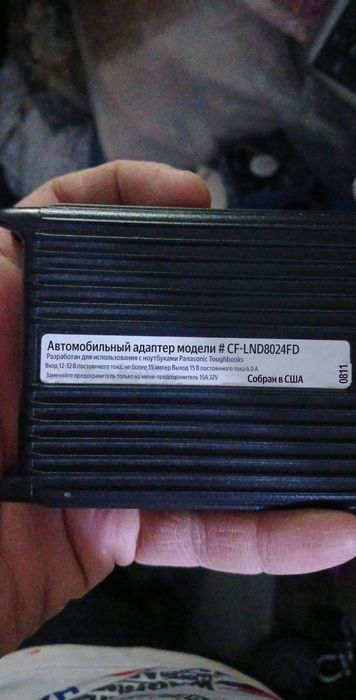 Автомобильный адаптер модели # CF-LND8024FD
Разработан для использования с ноутбуками Panasonic Toughbooks
Вход 12-32 В постоянного тока, не более 15 ампер Выход 15 В постоянного тока 6,0 А
Заменяйте предохранитель только на мини-предохранитель 15А 32V
Собран в США
0811